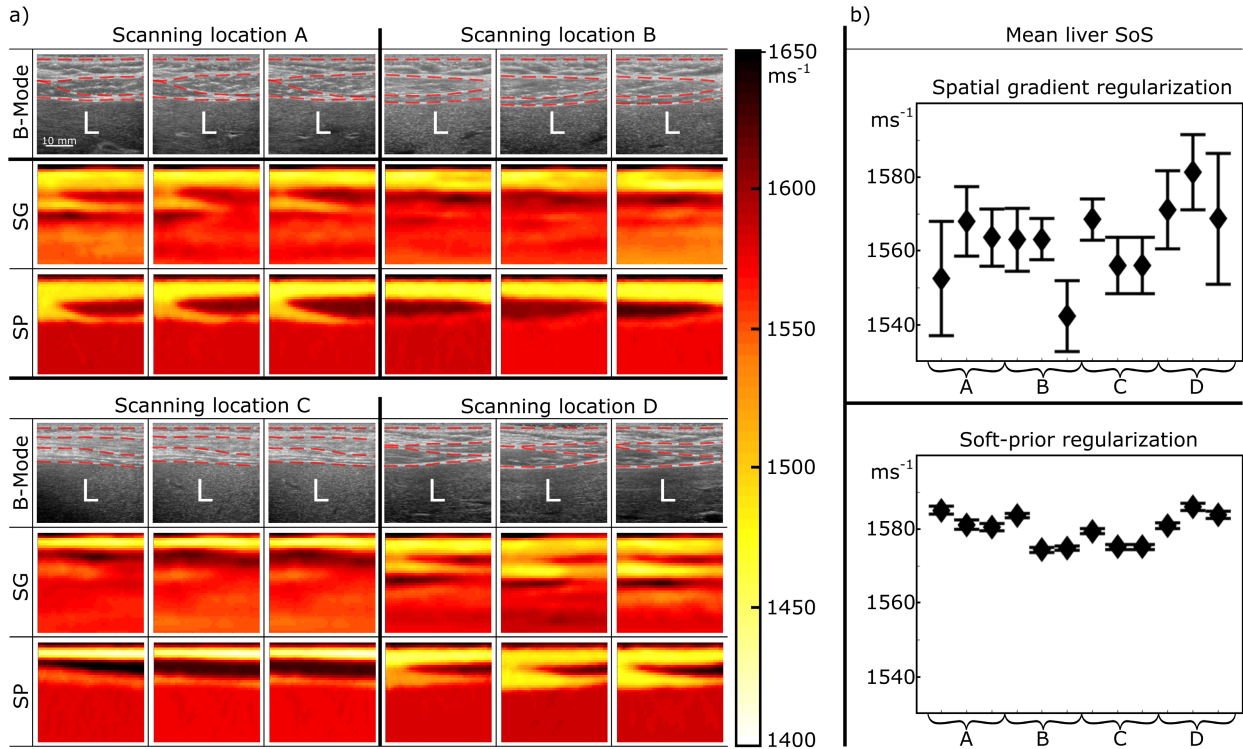 a)
Scanning location A
Scanning location B
B-Mode
L
L
L
L
L
L
10 mm
SG
SP
Scanning location C
Scanning location D
B-Mode
L
L
L
L
L
L
SG
SP
1650
ms⁻¹
1600
1550
1500
1450
1400
b)
Mean liver SoS
Spatial gradient regularization
ms⁻¹
1580
1560
1540
A B C D
Soft-prior regularization
ms⁻¹
1580
1560
1540
A B C D